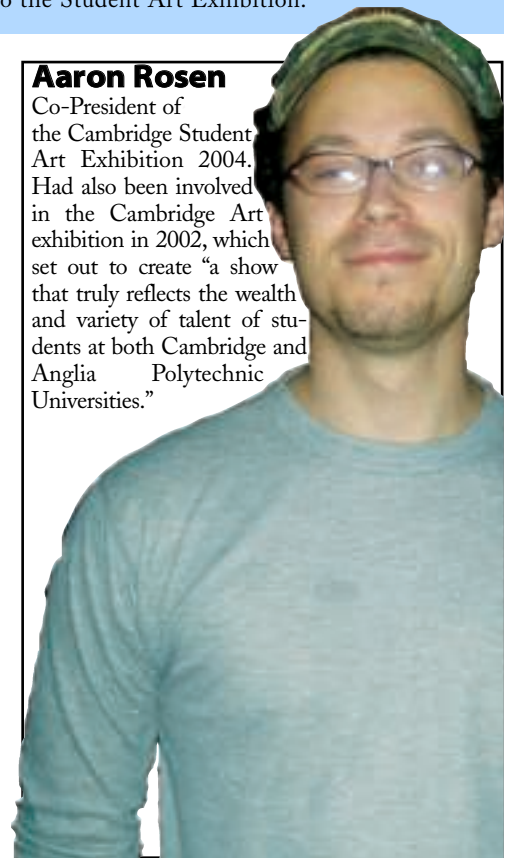 o the Student Art Exhibition.
Aaron Rosen
Co-President of
the Cambridge Student
Art Exhibition 2004.
Had also been involved
in the Cambridge Art
exhibition in 2002, which
set out to create “a show
that truly reflects the wealth
and variety of talent of stu-
dents at both Cambridge and
Anglia Polytechnic
Universities.”